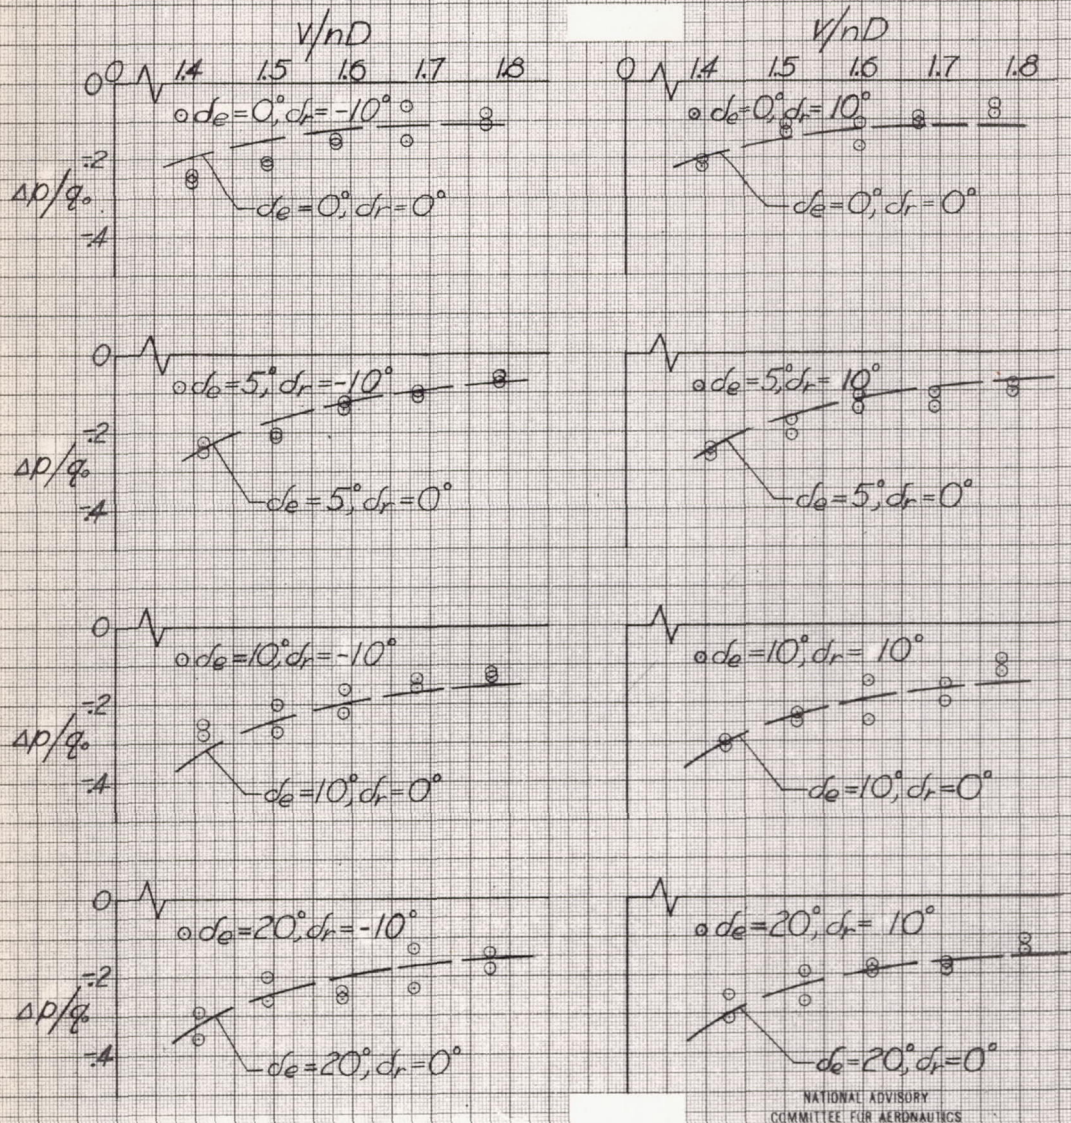 V/nD V/nD
0 0 1.4 1.5 1.6 1.7 1.8 0 1.4 1.5 1.6 1.7 1.8
⊙ de=0°, dr=-10° ⊙ de=0°, dr= 10°
-.2
Δp/q₀
de=0°, dr=0° de=0°, dr=0°
-.4
0
⊙ de=5°, dr=-10° ⊙ de=5°, dr= 10°
-.2
Δp/q₀
de=5°, dr=0° de=5°, dr=0°
-.4
0
⊙ de=10°, dr=-10° ⊙ de=10°, dr= 10°
-.2
Δp/q₀
de=10°, dr=0° de=10°, dr=0°
-.4
0
⊙ de=20°, dr=-10° ⊙ de=20°, dr= 10°
-.2
Δp/q₀
-.4
de=20°, dr=0° de=20°, dr=0°
NATIONAL ADVISORY
COMMITTEE FOR AERONAUTICS